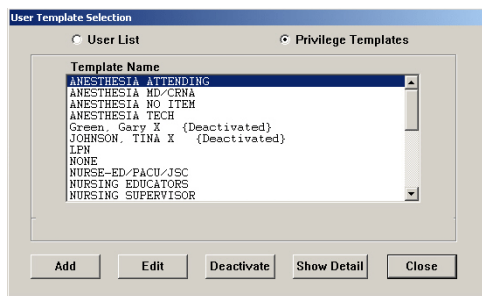 User Template Selection
User List Privilege Templates
Template Name
ANESTHESIA ATTENDING
ANESTHESIA MD/CRNA
ANESTHESIA NO ITEM
ANESTHESIA TECH
Green, Gary X {Deactivated}
JOHNSON, TINA X {Deactivated}
LPN
NONE
NURSE-ED/PACU/JSC
NURSING EDUCATORS
NURSING SUPERVISOR
Add Edit Deactivate Show Detail Close